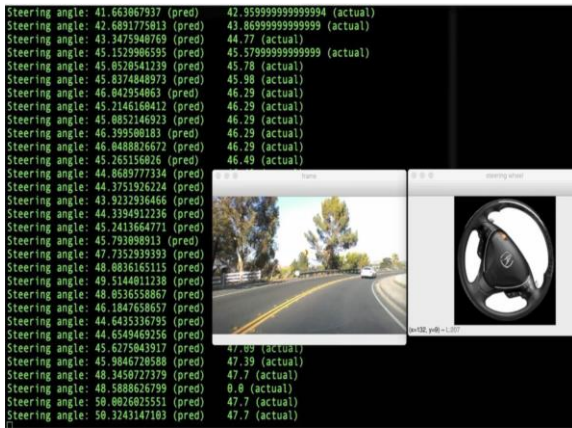 Steering angle: 41.663067937 (pred) 42.959999999999994 (actual)
Steering angle: 42.6891775013 (pred) 43.86999999999999 (actual)
Steering angle: 43.3475940769 (pred) 44.77 (actual)
Steering angle: 45.1529906595 (pred) 45.57999999999999 (actual)
Steering angle: 45.0520541239 (pred) 45.78 (actual)
Steering angle: 45.8374848973 (pred) 45.98 (actual)
Steering angle: 46.042954063 (pred) 46.29 (actual)
Steering angle: 45.2146160412 (pred) 46.29 (actual)
Steering angle: 45.0852146923 (pred) 46.29 (actual)
Steering angle: 46.399500183 (pred) 46.29 (actual)
Steering angle: 46.0488826672 (pred) 46.29 (actual)
Steering angle: 45.265156026 (pred) 46.49 (actual)
Steering angle: 44.8689777334 (pred)
frame
steering wheel
Steering angle: 44.3751926224 (pred)
Steering angle: 43.9232936466 (pred)
Steering angle: 44.3394912236 (pred)
Steering angle: 45.2413664771 (pred)
Steering angle: 45.793098913 (pred)
Steering angle: 47.7352939393 (pred)
Steering angle: 48.0836165115 (pred)
Steering angle: 49.5144011238 (pred)
Steering angle: 48.0536558867 (pred)
Steering angle: 46.1847658657 (pred)
Steering angle: 44.6435336795 (pred)
(x=132, y=0) ~ L:207
Steering angle: 44.6549469256 (pred)
Steering angle: 45.6275043917 (pred) 47.09 (actual)
Steering angle: 45.9846720588 (pred) 47.39 (actual)
Steering angle: 48.3450727379 (pred) 47.7 (actual)
Steering angle: 48.5888626799 (pred) 0.0 (actual)
Steering angle: 50.0026025551 (pred) 47.7 (actual)
Steering angle: 50.3243147103 (pred) 47.7 (actual)